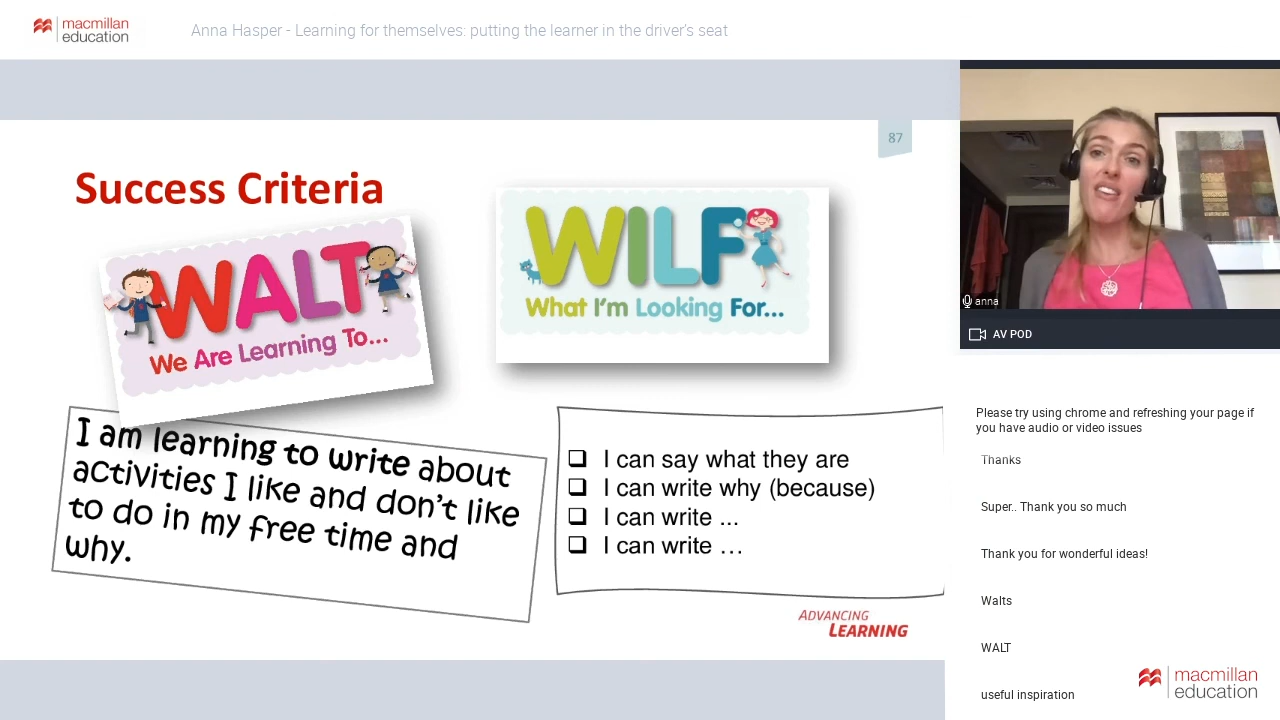 macmillan
education
Anna Hasper - Learning for themselves: putting the learner in the driver's seat
87
Success Criteria
WALT
We Are Learning To...
WILF
What I'm Looking For...
I am learning to write about
activities I like and don't like
to do in my free time and
why.
❑ I can say what they are
❑ I can write why (because)
❑ I can write ...
❑ I can write …
ADVANCING
LEARNING
anna
AV POD
Please try using chrome and refreshing your page if
you have audio or video issues
Thanks
Super.. Thank you so much
Thank you for wonderful ideas!
Walts
WALT
useful inspiration
macmillan
education